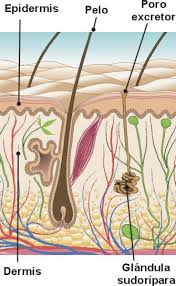 Epidermis
Pelo
Poro
excretor
Dermis
Glándula
sudorípara